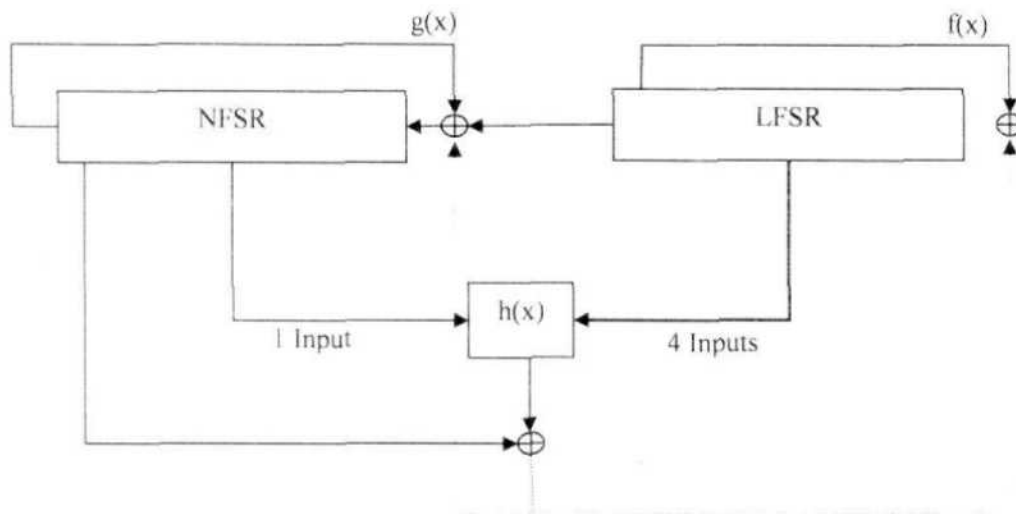 g(x)
f(x)
NFSR
LFSR
h(x)
1 Input
4 Inputs